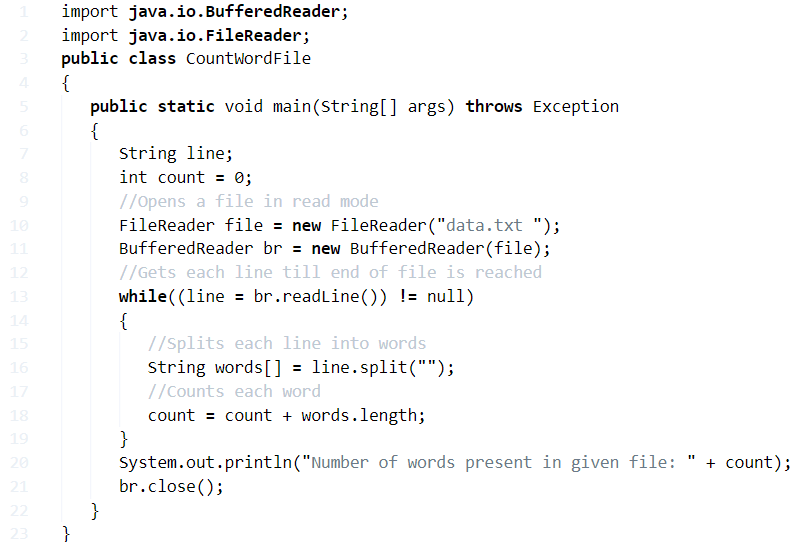 1 import java.io.BufferedReader;
2 import java.io.FileReader;
3 public class CountWordFile
4 {
5 public static void main(String[] args) throws Exception
6 {
7 String line;
8 int count = 0;
9 //Opens a file in read mode
10 FileReader file = new FileReader("data.txt ");
11 BufferedReader br = new BufferedReader(file);
12 //Gets each line till end of file is reached
13 while((line = br.readLine()) != null)
14 {
15 //Splits each line into words
16 String words[] = line.split("");
17 //Counts each word
18 count = count + words.length;
19 }
20 System.out.println("Number of words present in given file: " + count);
21 br.close();
22 }
23 }